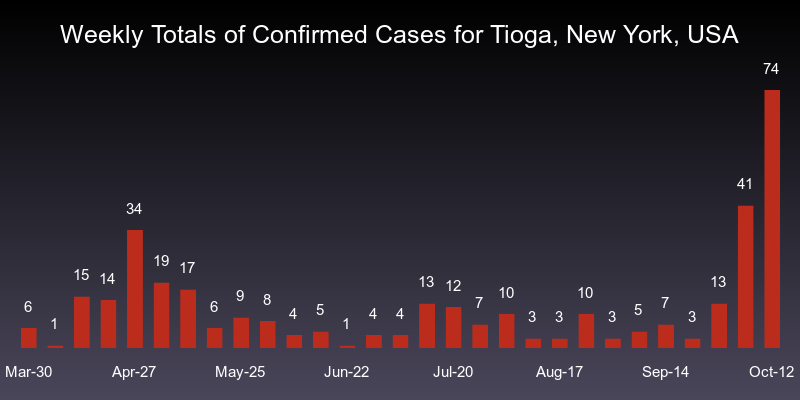 Weekly Totals of Confirmed Cases for Tioga, New York, USA
6 1 15 14 34 19 17 6 9 8 4 5 1 4 4 13 12 7 10 3 3 10 3 5 7 3 13 41 74
Mar-30 Apr-27 May-25 Jun-22 Jul-20 Aug-17 Sep-14 Oct-12